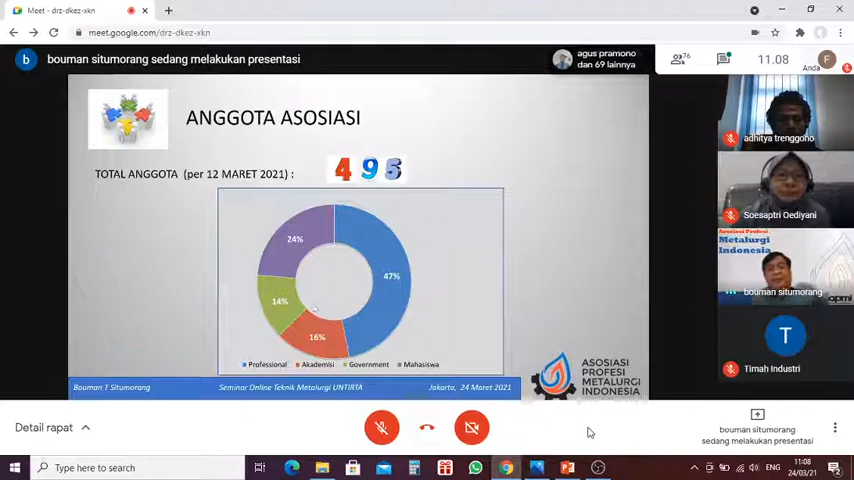 Meet - drz-dkez-xkn
meet.google.com/drz-dkez-xkn
b
bouman situmorang sedang melakukan presentasi
agus pramono
dan 69 lainnya
76
11.08
Anda
F
ANGGOTA ASOSIASI
TOTAL ANGGOTA (per 12 MARET 2021) :
495
24%
47%
14%
16%
Professional
Akademisi
Government
Mahasiswa
Bouman T Situmorang
Seminar Online Teknik Metalurgi UNTIRTA
Jakarta, 24 Maret 2021
ASOSIASI
PROFESI
METALURGI
INDONESIA
adhitya trenggono
Soesaptri Oediyani
Asosiasi Profesi
Metalurgi
Indonesia
apmi
bouman situmorang
T
Timah Industri
Detail rapat
bouman situmorang
sedang melakukan presentasi
Type here to search
ENG
11:08
24/03/21
2